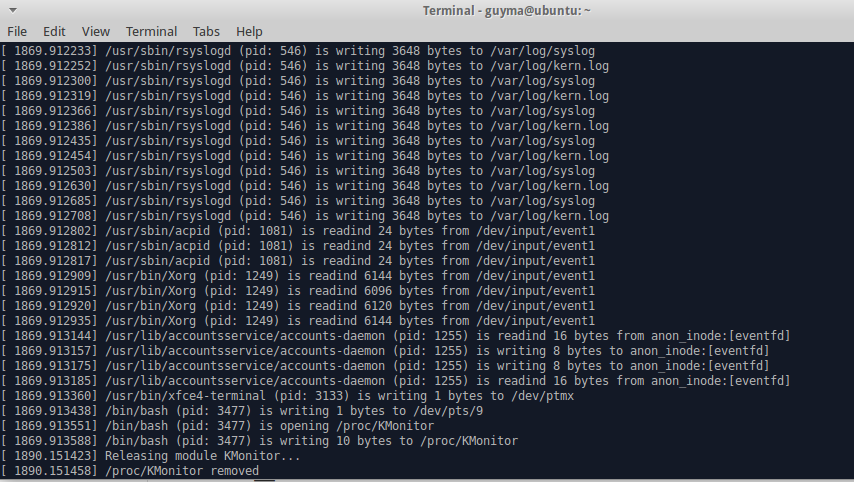 Terminal - guyma@ubuntu: ~
File Edit View Terminal Tabs Help
[ 1869.912233] /usr/sbin/rsyslogd (pid: 546) is writing 3648 bytes to /var/log/syslog
[ 1869.912252] /usr/sbin/rsyslogd (pid: 546) is writing 3648 bytes to /var/log/kern.log
[ 1869.912300] /usr/sbin/rsyslogd (pid: 546) is writing 3648 bytes to /var/log/syslog
[ 1869.912319] /usr/sbin/rsyslogd (pid: 546) is writing 3648 bytes to /var/log/kern.log
[ 1869.912366] /usr/sbin/rsyslogd (pid: 546) is writing 3648 bytes to /var/log/syslog
[ 1869.912386] /usr/sbin/rsyslogd (pid: 546) is writing 3648 bytes to /var/log/kern.log
[ 1869.912435] /usr/sbin/rsyslogd (pid: 546) is writing 3648 bytes to /var/log/syslog
[ 1869.912454] /usr/sbin/rsyslogd (pid: 546) is writing 3648 bytes to /var/log/kern.log
[ 1869.912503] /usr/sbin/rsyslogd (pid: 546) is writing 3648 bytes to /var/log/syslog
[ 1869.912630] /usr/sbin/rsyslogd (pid: 546) is writing 3648 bytes to /var/log/kern.log
[ 1869.912685] /usr/sbin/rsyslogd (pid: 546) is writing 3648 bytes to /var/log/syslog
[ 1869.912708] /usr/sbin/rsyslogd (pid: 546) is writing 3648 bytes to /var/log/kern.log
[ 1869.912802] /usr/sbin/acpid (pid: 1081) is readind 24 bytes from /dev/input/event1
[ 1869.912812] /usr/sbin/acpid (pid: 1081) is readind 24 bytes from /dev/input/event1
[ 1869.912817] /usr/sbin/acpid (pid: 1081) is readind 24 bytes from /dev/input/event1
[ 1869.912909] /usr/bin/Xorg (pid: 1249) is readind 6144 bytes from /dev/input/event1
[ 1869.912915] /usr/bin/Xorg (pid: 1249) is readind 6096 bytes from /dev/input/event1
[ 1869.912920] /usr/bin/Xorg (pid: 1249) is readind 6120 bytes from /dev/input/event1
[ 1869.912935] /usr/bin/Xorg (pid: 1249) is readind 6144 bytes from /dev/input/event1
[ 1869.913144] /usr/lib/accountsservice/accounts-daemon (pid: 1255) is readind 16 bytes from anon_inode:[eventfd]
[ 1869.913157] /usr/lib/accountsservice/accounts-daemon (pid: 1255) is writing 8 bytes to anon_inode:[eventfd]
[ 1869.913175] /usr/lib/accountsservice/accounts-daemon (pid: 1255) is writing 8 bytes to anon_inode:[eventfd]
[ 1869.913185] /usr/lib/accountsservice/accounts-daemon (pid: 1255) is readind 16 bytes from anon_inode:[eventfd]
[ 1869.913360] /usr/bin/xfce4-terminal (pid: 3133) is writing 1 bytes to /dev/ptmx
[ 1869.913438] /bin/bash (pid: 3477) is writing 1 bytes to /dev/pts/9
[ 1869.913551] /bin/bash (pid: 3477) is opening /proc/KMonitor
[ 1869.913588] /bin/bash (pid: 3477) is writing 10 bytes to /proc/KMonitor
[ 1890.151423] Releasing module KMonitor...
[ 1890.151458] /proc/KMonitor removed